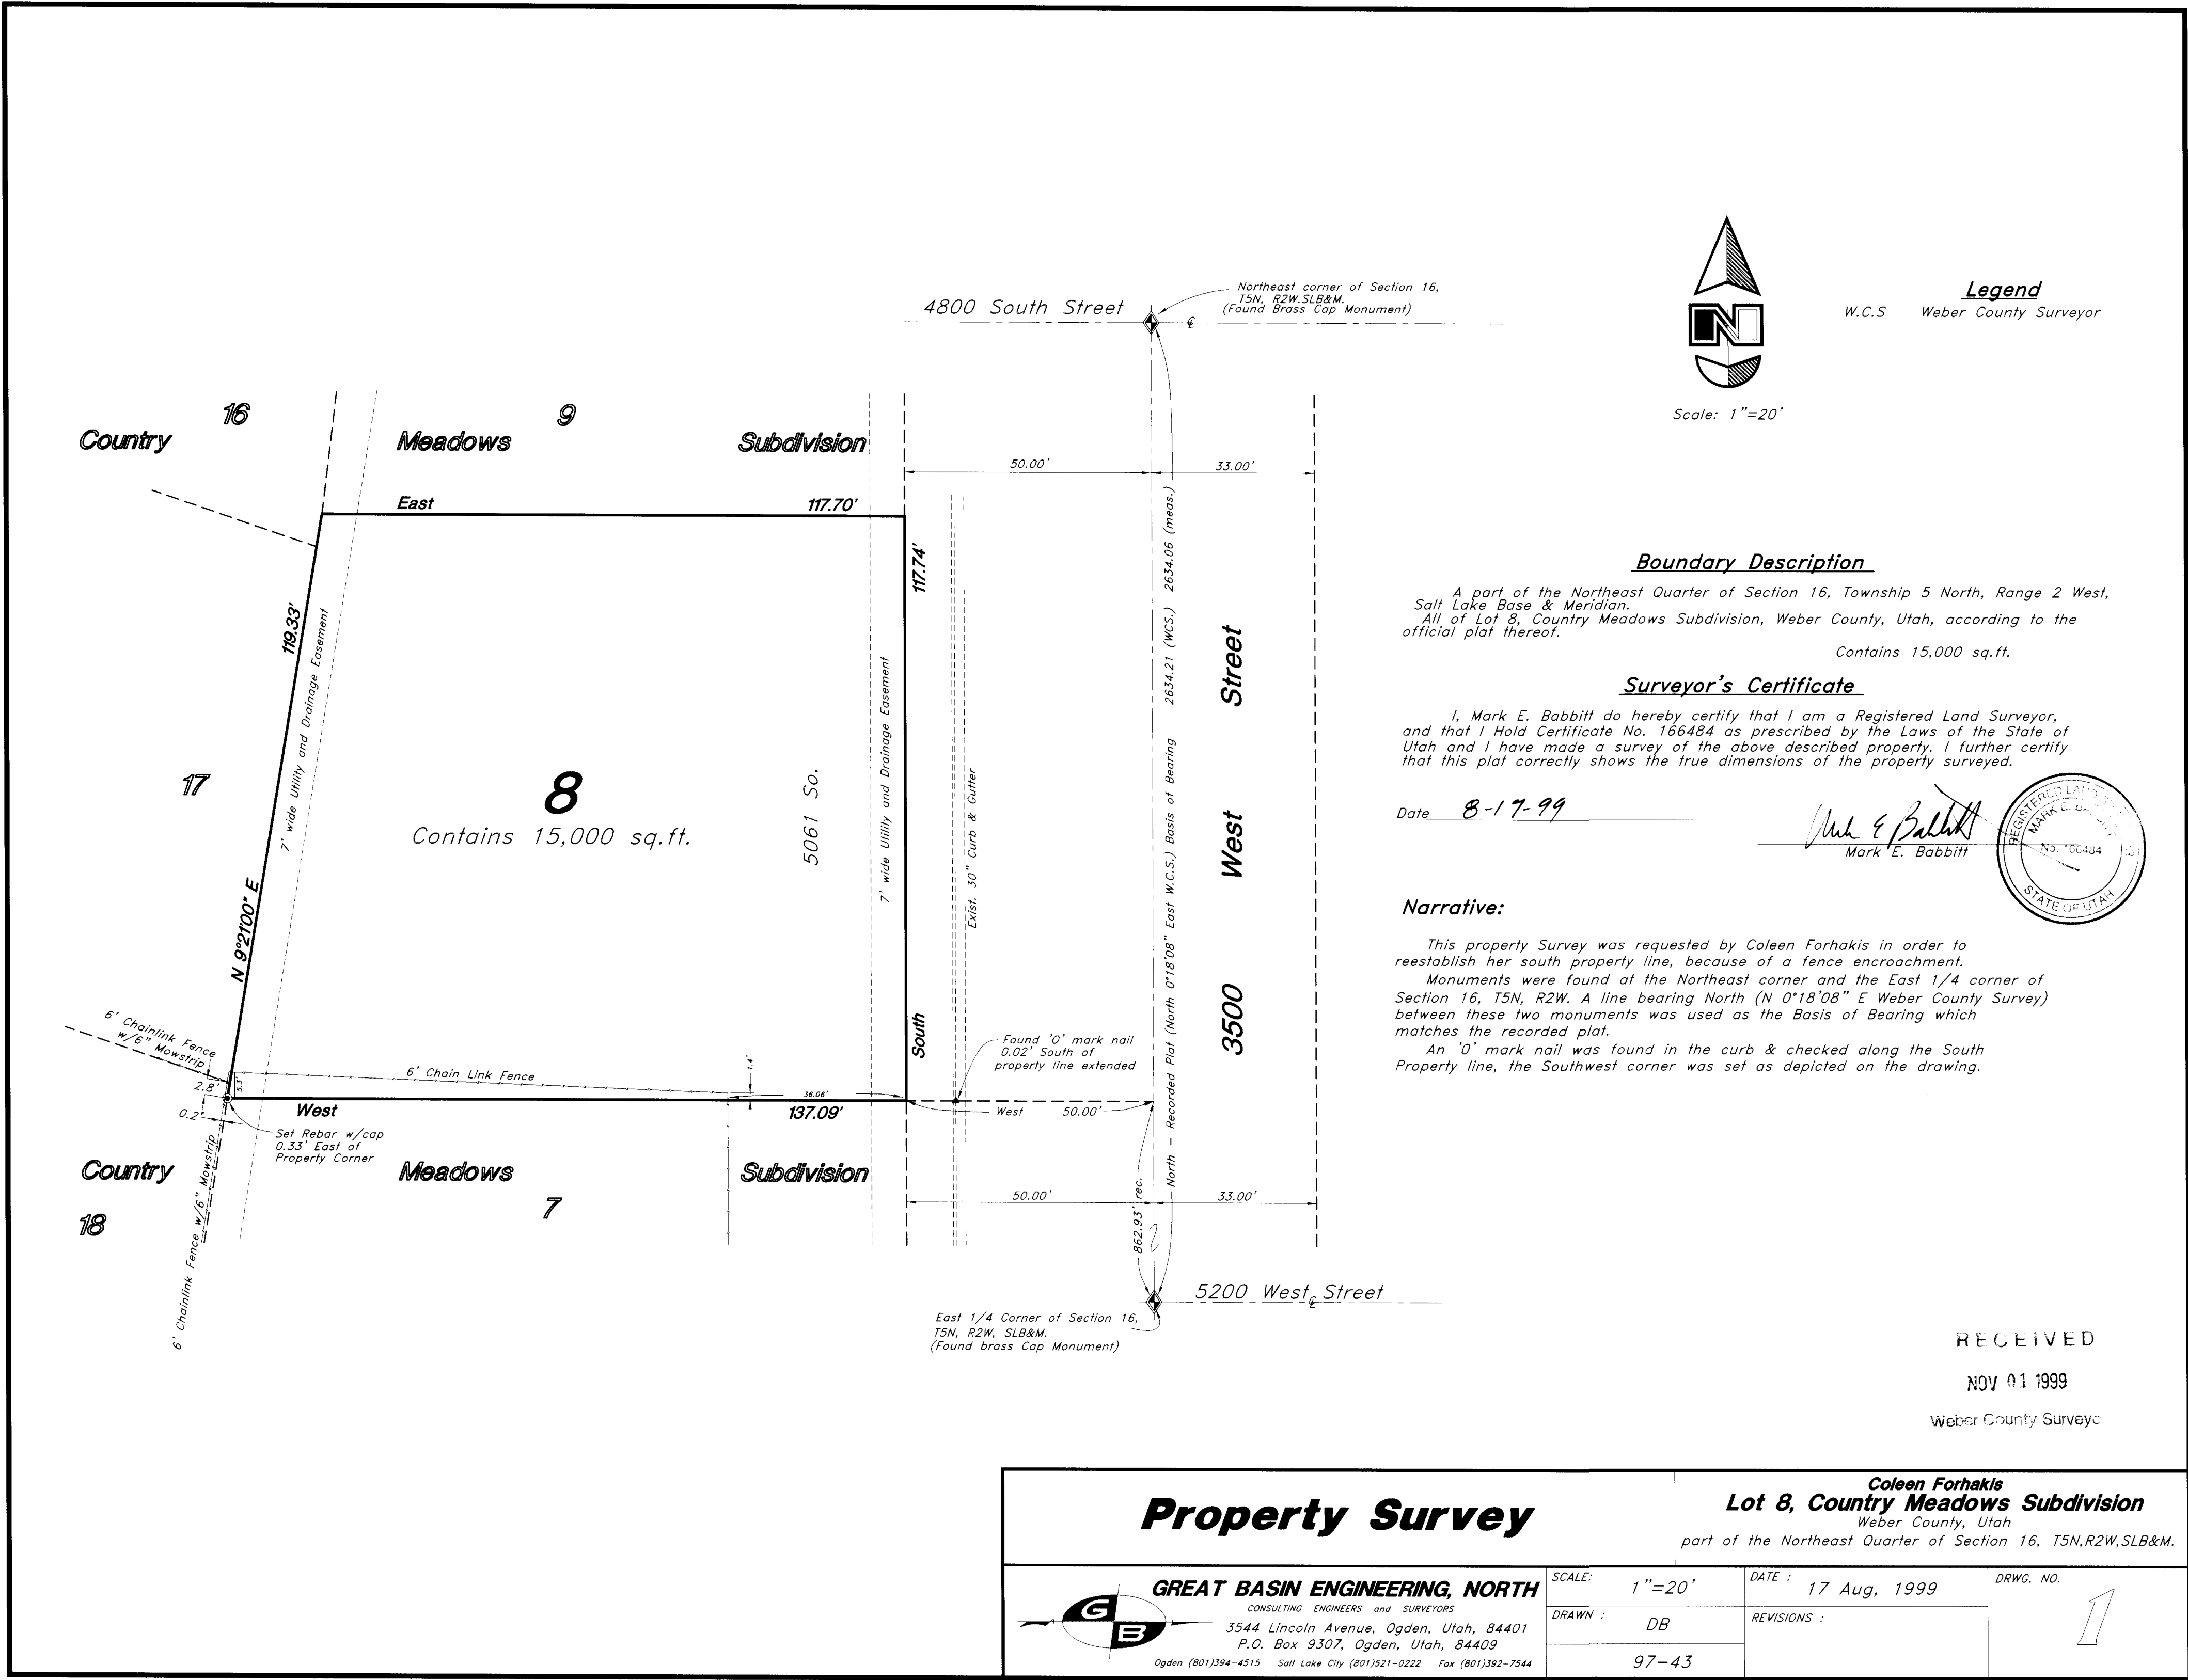 4800 South Street
Northeast corner of Section 16,
T5N, R2W.SLB&M.
(Found Brass Cap Monument)
Scale: 1"=20'
Legend
W.C.S Weber County Surveyor
16
9
Country Meadows Subdivision
50.00' 33.00'
East 117.70'
117.74'
119.33'
7' wide Utility and Drainage Easement
N 9°21'00" E
17
8
Contains 15,000 sq.ft.
5061 So.
7' wide Utility and Drainage Easement
South
Exist. 30" Curb & Gutter
North - Recorded Plat (North 0°18'08" East W.C.S.) Basis of Bearing 2634.21 (WCS.) 2634.06 (meas.)
3500 West Street
6' Chainlink Fence
w/6" Mowstrip
2.8'
5.3'
0.2'
6' Chain Link Fence
1.4'
36.06'
West 137.09'
Found 'O' mark nail
0.02' South of
property line extended
West 50.00'
Set Rebar w/cap
0.33' East of
Property Corner
6' Chainlink Fence w/6" Mowstrip
Country Meadows Subdivision
18
7
50.00' 33.00'
862.93' rec.
5200 West Street
East 1/4 Corner of Section 16,
T5N, R2W, SLB&M.
(Found brass Cap Monument)
Boundary Description
A part of the Northeast Quarter of Section 16, Township 5 North, Range 2 West,
Salt Lake Base & Meridian.
All of Lot 8, Country Meadows Subdivision, Weber County, Utah, according to the
official plat thereof.
Contains 15,000 sq.ft.
Surveyor's Certificate
I, Mark E. Babbitt do hereby certify that I am a Registered Land Surveyor,
and that I Hold Certificate No. 166484 as prescribed by the Laws of the State of
Utah and I have made a survey of the above described property. I further certify
that this plat correctly shows the true dimensions of the property surveyed.
Date 8-17-99
Mark E Babbitt
Mark E. Babbitt
REGISTERED LAND
MARK E.
No. 166484
STATE OF UTAH
Narrative:
This property Survey was requested by Coleen Forhakis in order to
reestablish her south property line, because of a fence encroachment.
Monuments were found at the Northeast corner and the East 1/4 corner of
Section 16, T5N, R2W. A line bearing North (N 0°18'08" E Weber County Survey)
between these two monuments was used as the Basis of Bearing which
matches the recorded plat.
An 'O' mark nail was found in the curb & checked along the South
Property line, the Southwest corner was set as depicted on the drawing.
RECEIVED
NOV 01 1999
Weber County Surveyo
Property Survey
Coleen Forhakis
Lot 8, Country Meadows Subdivision
Weber County, Utah
part of the Northeast Quarter of Section 16, T5N,R2W,SLB&M.
GB
GREAT BASIN ENGINEERING, NORTH
CONSULTING ENGINEERS and SURVEYORS
3544 Lincoln Avenue, Ogden, Utah, 84401
P.O. Box 9307, Ogden, Utah, 84409
Ogden (801)394-4515 Salt Lake City (801)521-0222 Fax (801)392-7544
SCALE: 1"=20'
DATE : 17 Aug, 1999
DRWG. NO.
1
DRAWN : DB
REVISIONS :
97-43